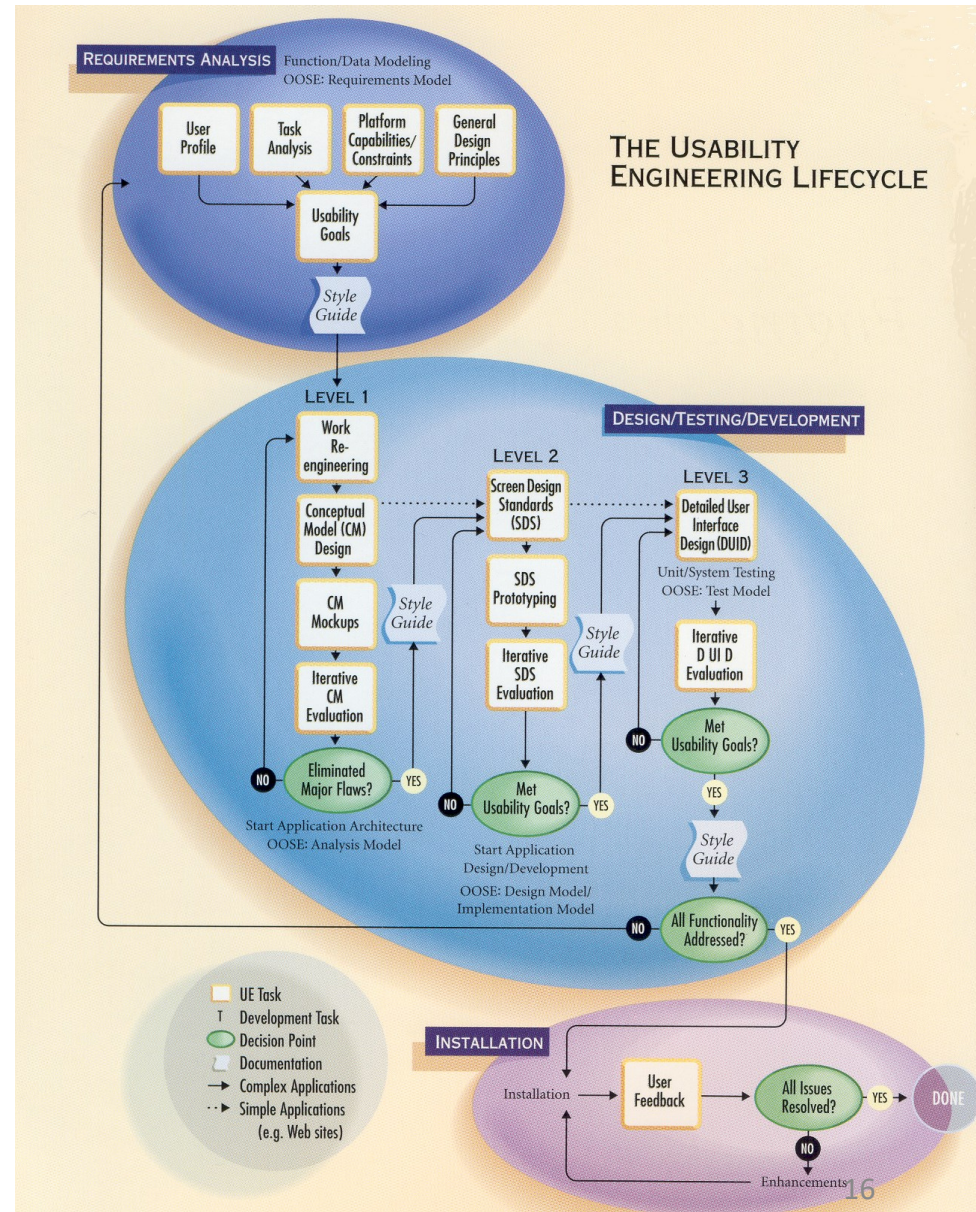 REQUIREMENTS ANALYSIS
Function/Data Modeling
OOSE: Requirements Model
User
Profile
Task
Analysis
Platform
Capabilities/
Constraints
General
Design
Principles
THE USABILITY
ENGINEERING LIFECYCLE
Usability
Goals
Style
Guide
DESIGN/TESTING/DEVELOPMENT
LEVEL 1
Work
Re-
engineering
Conceptual
Model (CM)
Design
CM
Mockups
Iterative
CM
Evaluation
Eliminated
Major Flaws?
NO
YES
Start Application Architecture
OOSE: Analysis Model
Style
Guide
LEVEL 2
Screen Design
Standards
(SDS)
SDS
Prototyping
Iterative
SDS
Evaluation
Met
Usability Goals?
NO
YES
Start Application
Design/Development
OOSE: Design Model/
Implementation Model
Style
Guide
LEVEL 3
Detailed User
Interface
Design (DUID)
Unit/System Testing
OOSE: Test Model
Iterative
D UI D
Evaluation
Met
Usability Goals?
NO
YES
Style
Guide
All Functionality
Addressed?
NO
YES
UE Task
T Development Task
Decision Point
Documentation
Complex Applications
Simple Applications
(e.g. Web sites)
INSTALLATION
Installation
User
Feedback
All Issues
Resolved?
YES
DONE
NO
Enhancements
16